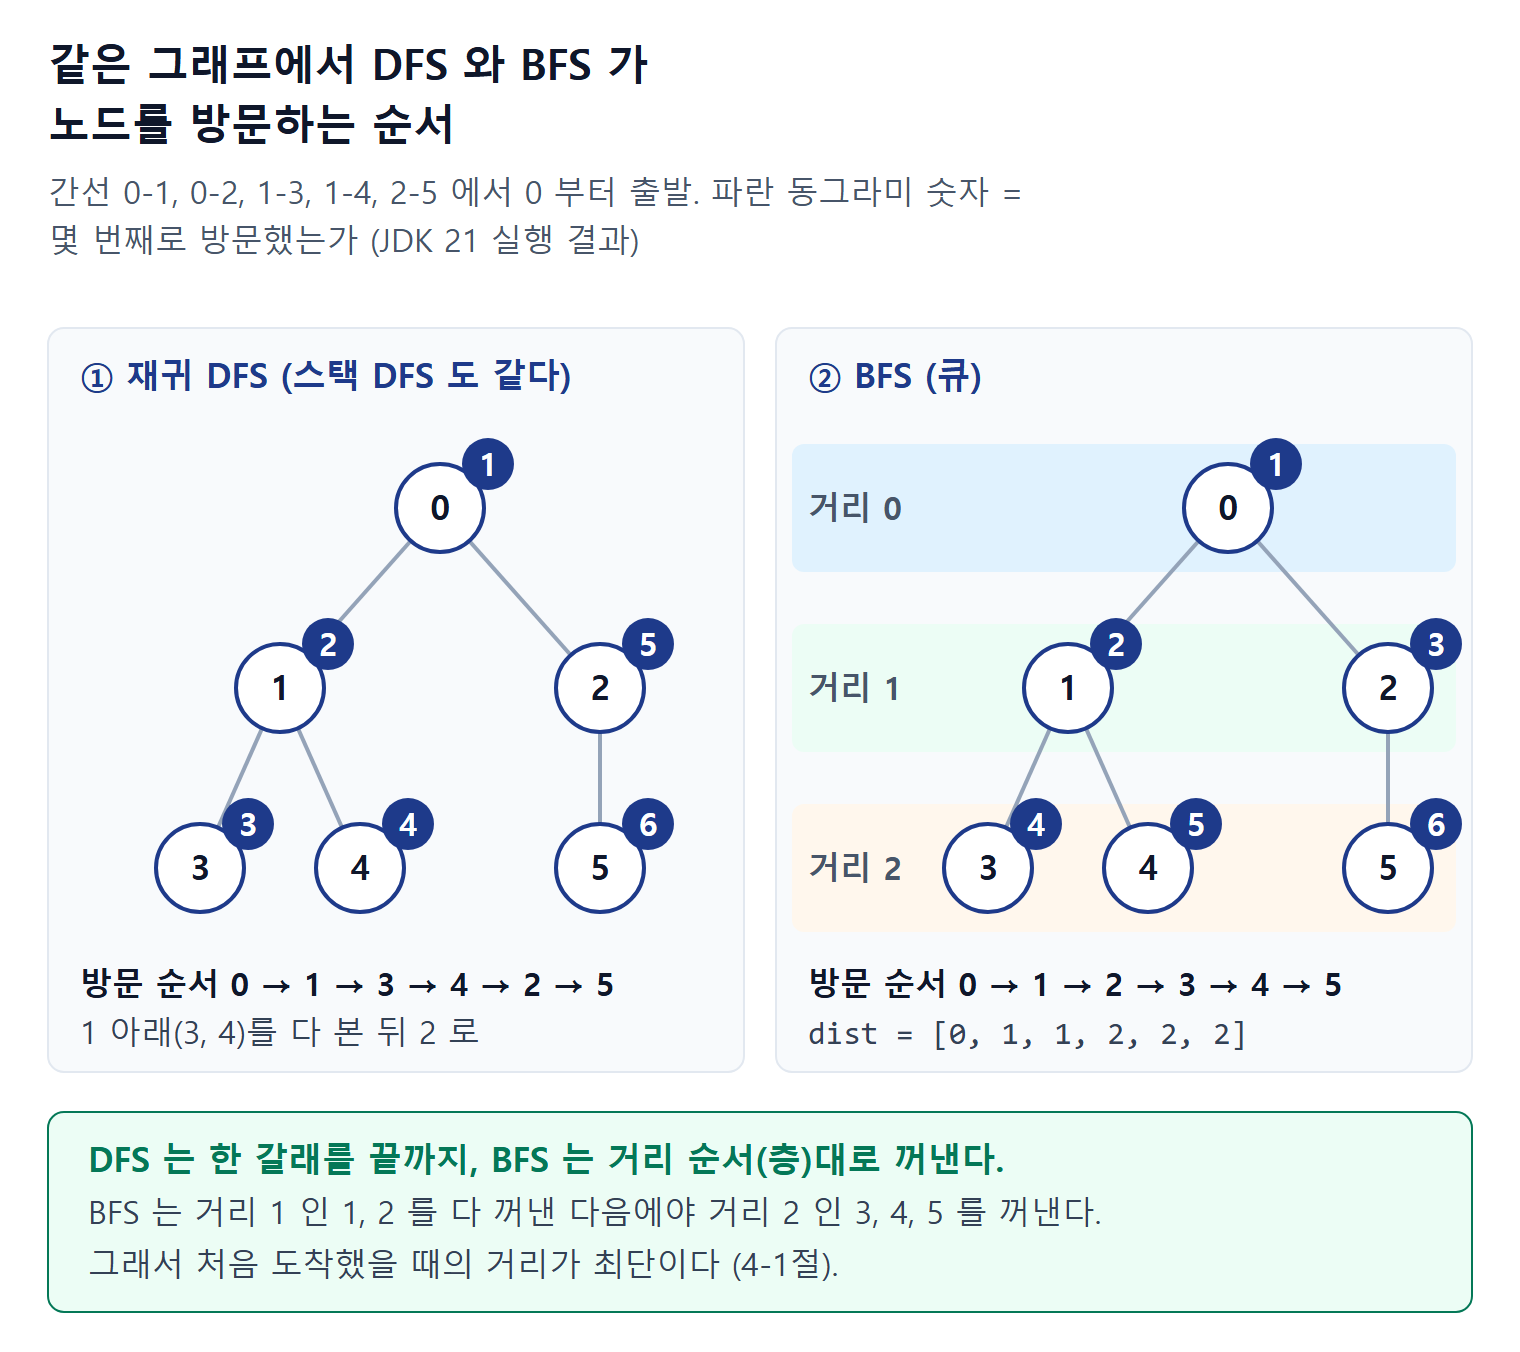 같은 그래프에서 DFS 와 BFS 가
노드를 방문하는 순서
간선 0-1, 0-2, 1-3, 1-4, 2-5 에서 0 부터 출발. 파란 동그라미 숫자 =
몇 번째로 방문했는가 (JDK 21 실행 결과)
① 재귀 DFS (스택 DFS 도 같다)
1
0
2
5
1
2
3
4
6
3
4
5
방문 순서 0 → 1 → 3 → 4 → 2 → 5
1 아래(3, 4)를 다 본 뒤 2 로
② BFS (큐)
1
거리 0
0
2
3
거리 1
1
2
4
5
6
거리 2
3
4
5
방문 순서 0 → 1 → 2 → 3 → 4 → 5
dist = [0, 1, 1, 2, 2, 2]
DFS 는 한 갈래를 끝까지, BFS 는 거리 순서(층)대로 꺼낸다.
BFS 는 거리 1 인 1, 2 를 다 꺼낸 다음에야 거리 2 인 3, 4, 5 를 꺼낸다.
그래서 처음 도착했을 때의 거리가 최단이다 (4-1절).